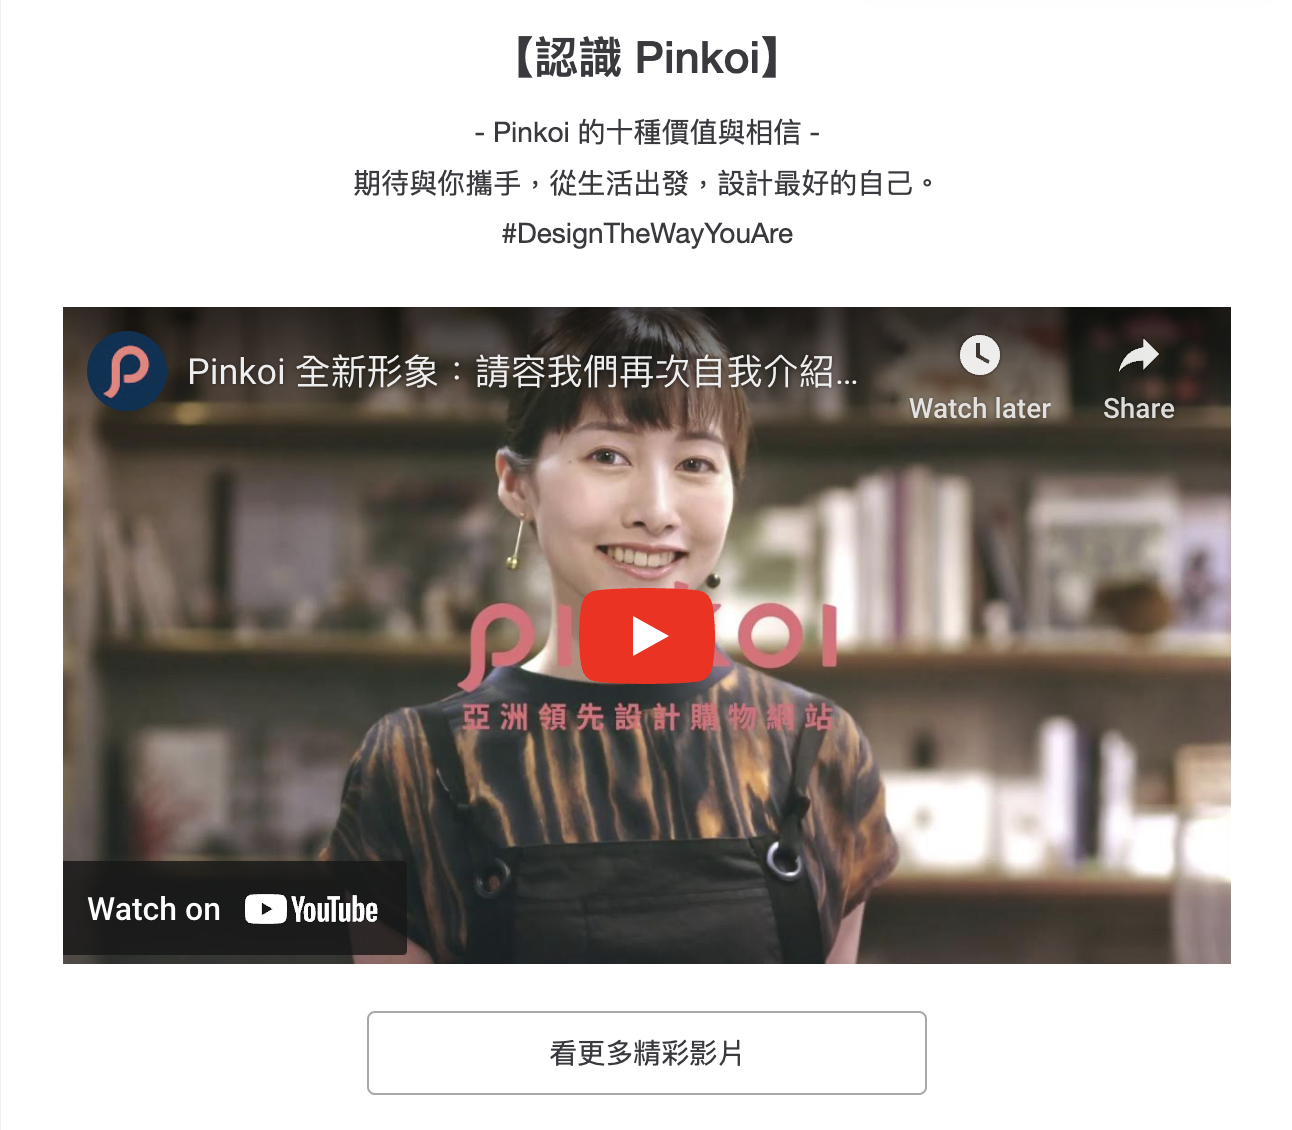 【認識 Pinkoi】
- Pinkoi 的十種價值與相信 -
期待與你攜手，從生活出發，設計最好的自己。
#DesignTheWayYouAre
Pinkoi 全新形象：請容我們再次自我介紹...
Watch later
Share
亞洲領先設計購物網站
Watch on YouTube
看更多精彩影片